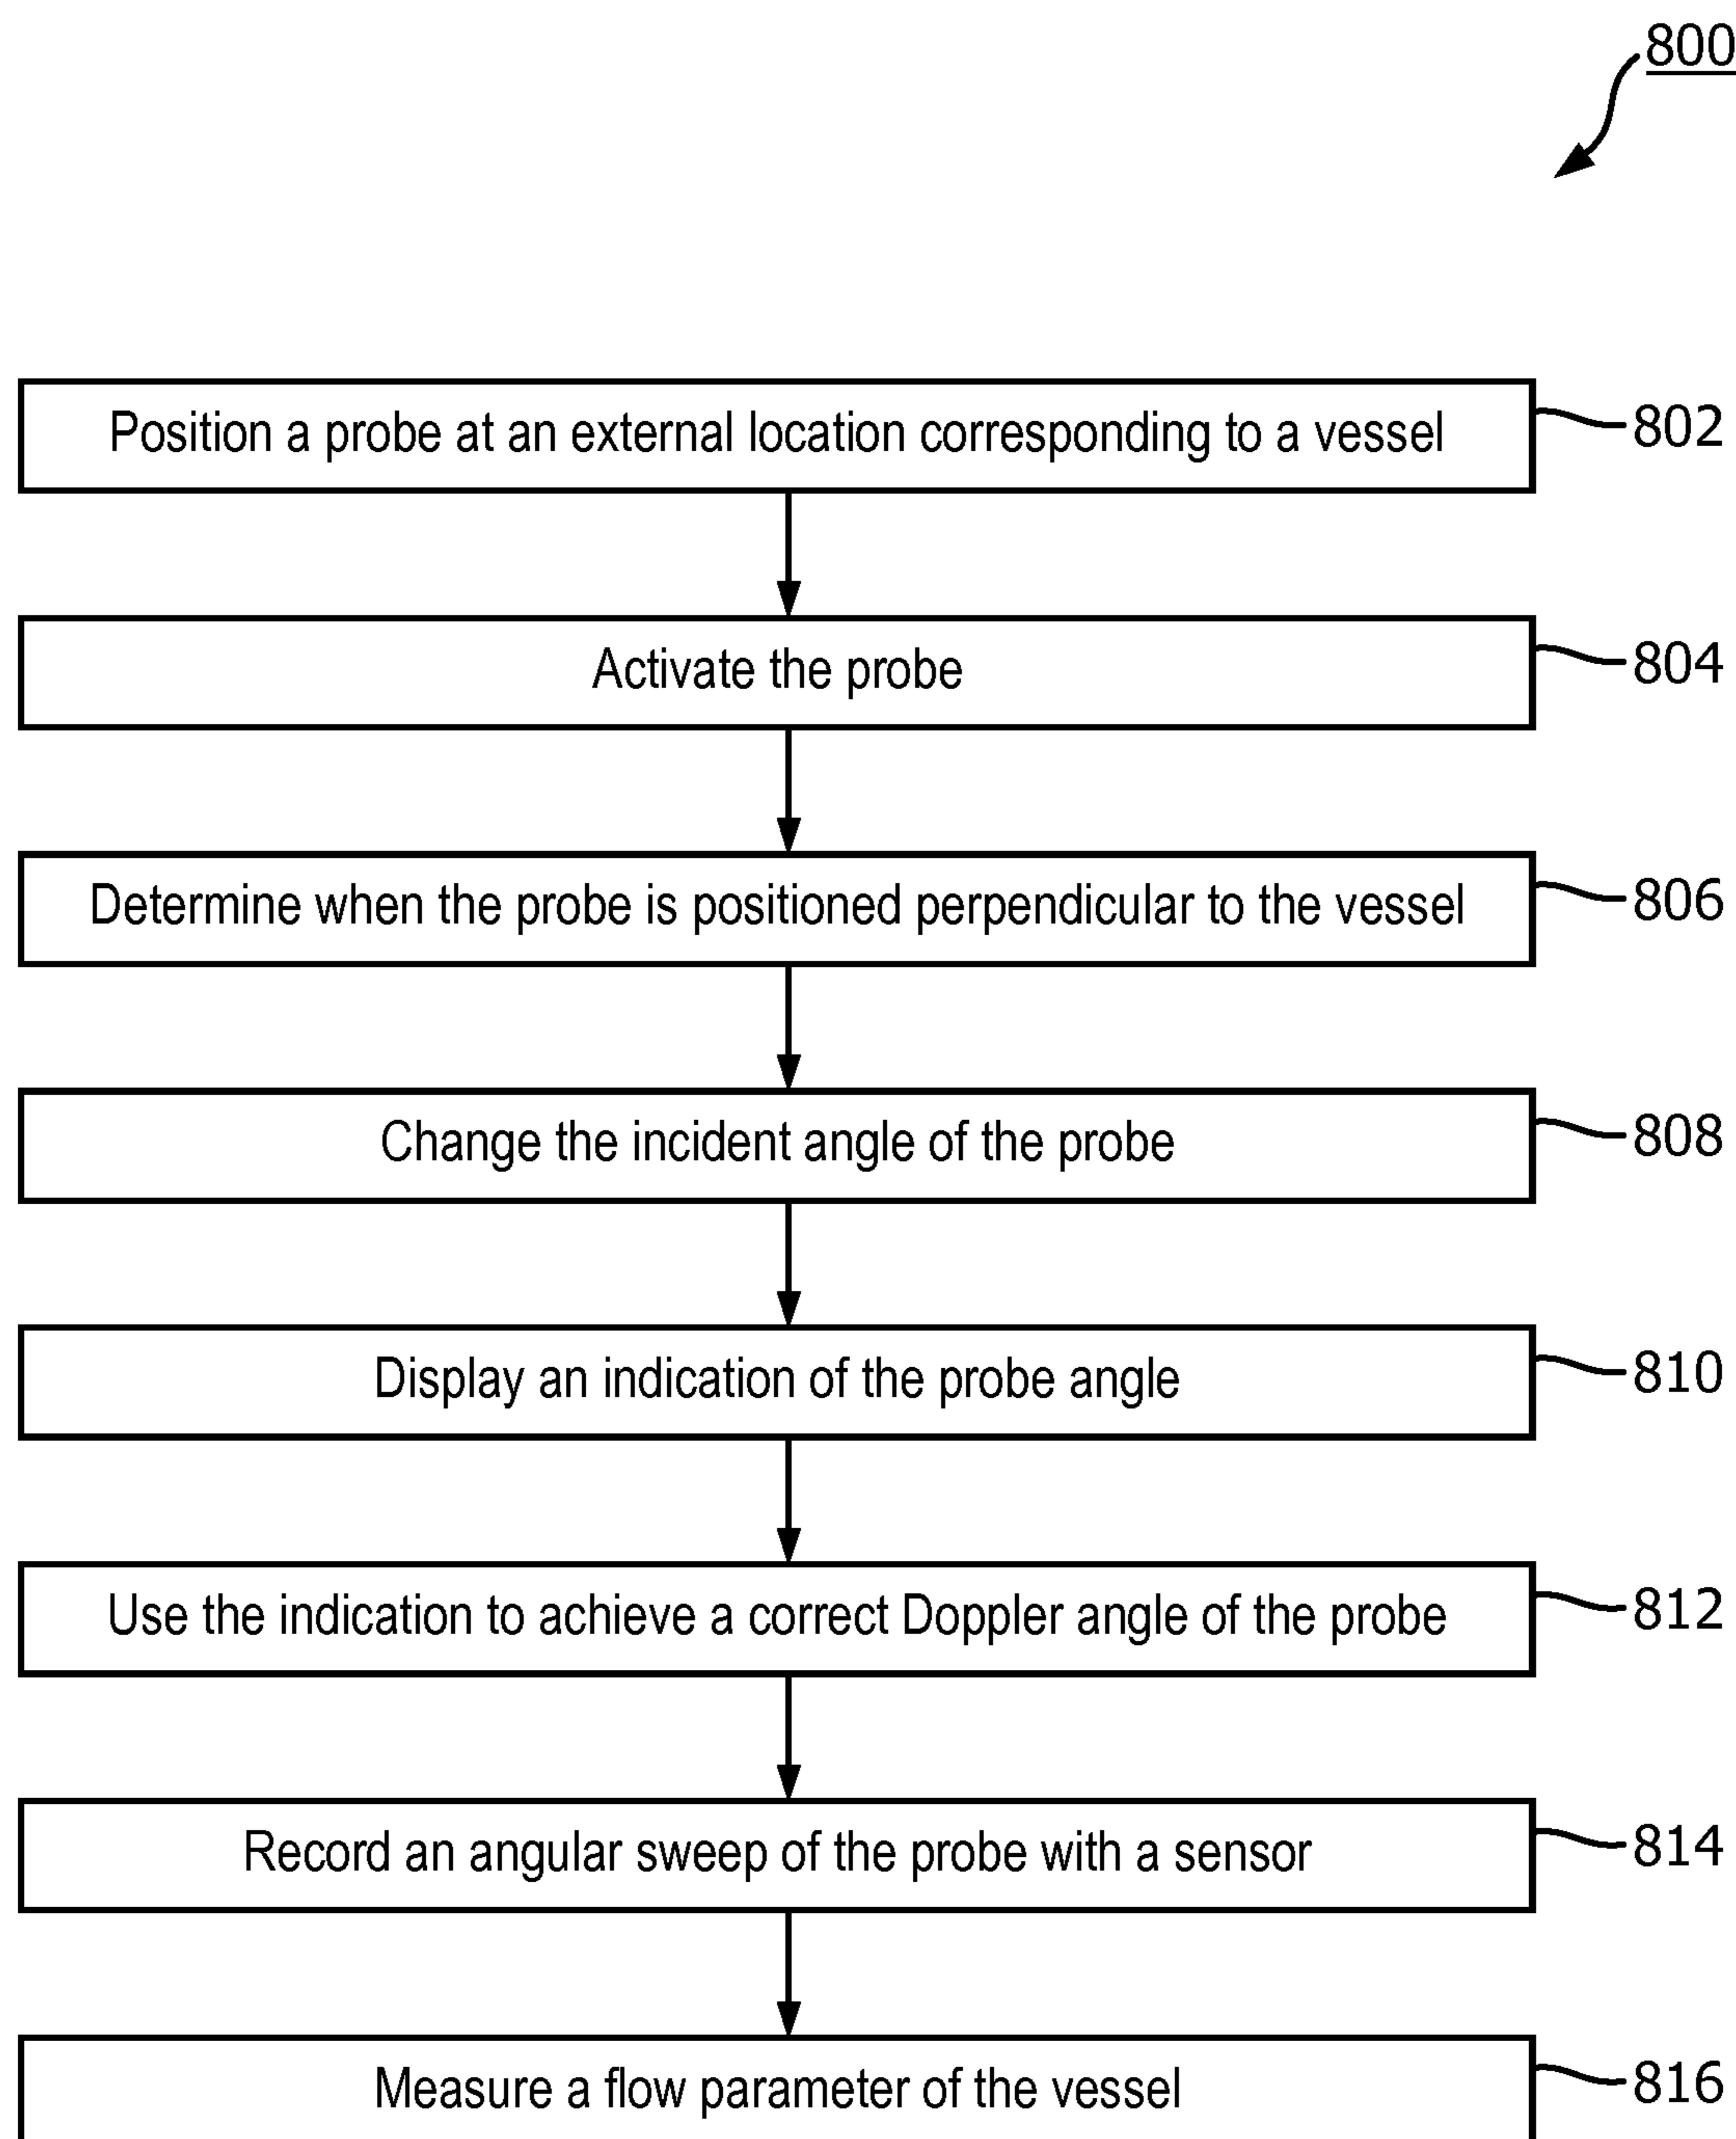 800
Position a probe at an external location corresponding to a vessel 802
Activate the probe 804
Determine when the probe is positioned perpendicular to the vessel 806
Change the incident angle of the probe 808
Display an indication of the probe angle 810
Use the indication to achieve a correct Doppler angle of the probe 812
Record an angular sweep of the probe with a sensor 814
Measure a flow parameter of the vessel 816